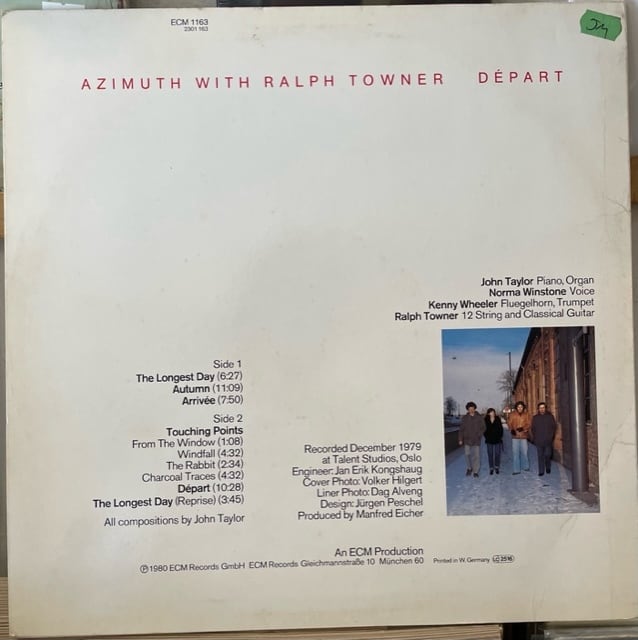 ECM 1163
2301 163
AZIMUTH WITH RALPH TOWNER DÉPART
John Taylor Piano, Organ
Norma Winstone Voice
Kenny Wheeler Fluegelhorn, Trumpet
Ralph Towner 12 String and Classical Guitar
Side 1
The Longest Day (6:27)
Autumn (11:09)
Arrivée (7:50)
Side 2
Touching Points
From The Window (1:08)
Windfall (4:32)
The Rabbit (2:34)
Charcoal Traces (4:32)
Départ (10:28)
The Longest Day (Reprise) (3:45)
All compositions by John Taylor
Recorded December 1979
at Talent Studios, Oslo
Engineer: Jan Erik Kongshaug
Cover Photo: Volker Hilgert
Liner Photo: Dag Alveng
Design: Jürgen Peschel
Produced by Manfred Eicher
An ECM Production
Ⓟ 1980 ECM Records GmbH ECM Records Gleichmannstraße 10 München 60 Printed in W. Germany LC 2516